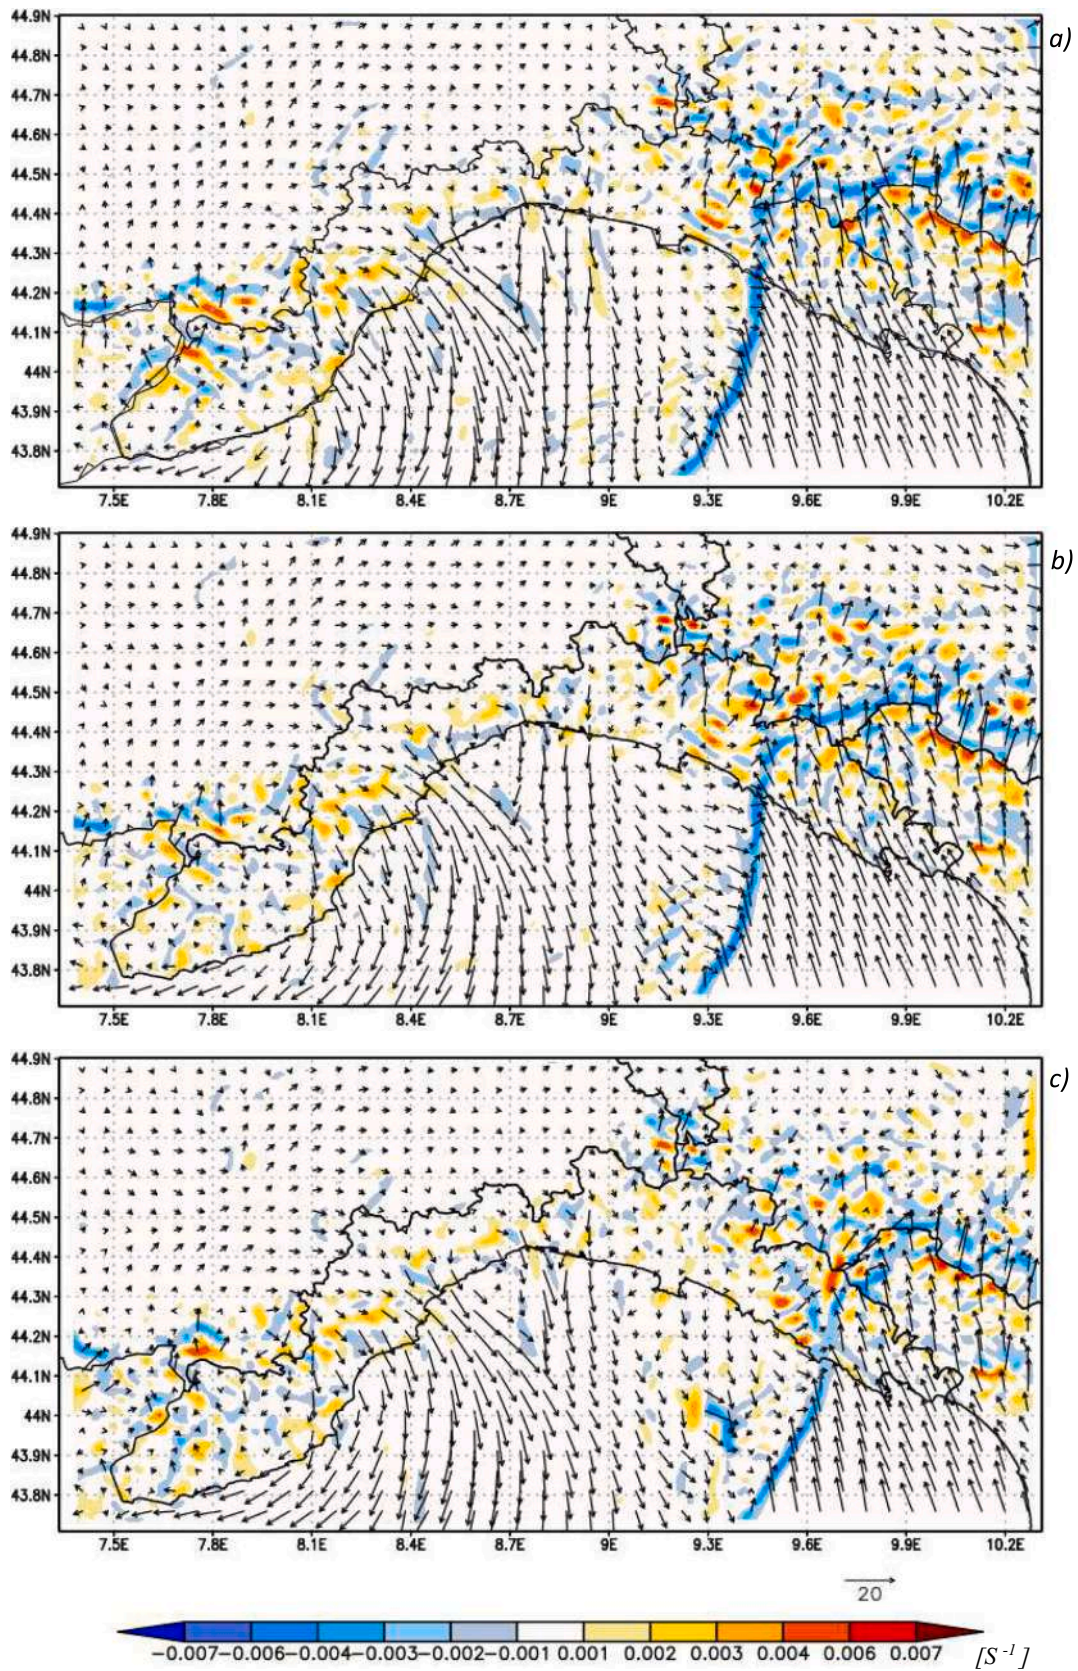 44.9N
a)
44.8N
44.7N
44.6N
44.5N
44.4N
44.3N
44.2N
44.1N
44N
43.9N
43.8N
7.5E 7.8E 8.1E 8.4E 8.7E 9E 9.3E 9.6E 9.9E 10.2E
44.9N
b)
44.8N
44.7N
44.6N
44.5N
44.4N
44.3N
44.2N
44.1N
44N
43.9N
43.8N
7.5E 7.8E 8.1E 8.4E 8.7E 9E 9.3E 9.6E 9.9E 10.2E
44.9N
c)
44.8N
44.7N
44.6N
44.5N
44.4N
44.3N
44.2N
44.1N
44N
43.9N
43.8N
7.5E 7.8E 8.1E 8.4E 8.7E 9E 9.3E 9.6E 9.9E 10.2E
20
−0.007 −0.006 −0.004 −0.003 −0.002 −0.001 0.001 0.002 0.003 0.004 0.006 0.007 [S⁻¹]